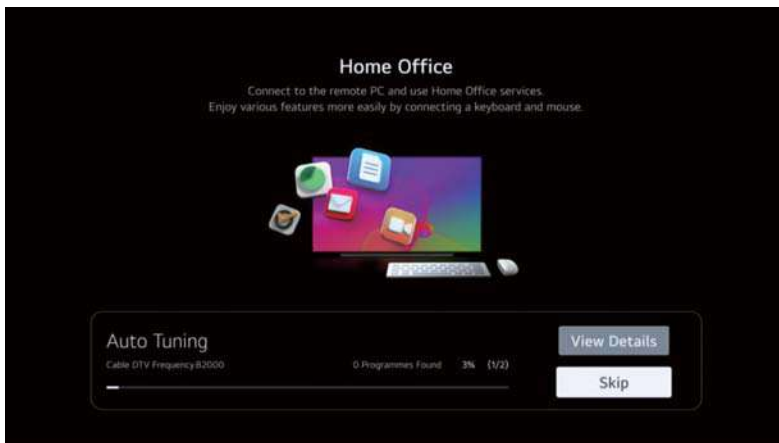 Home Office
Connect to the remote PC and use Home Office services.
Enjoy various features more easily by connecting a keyboard and mouse.
Auto Tuning
View Details
Cable DTV Frequency:82000
0 Programmes Found
3%
(1/2)
Skip